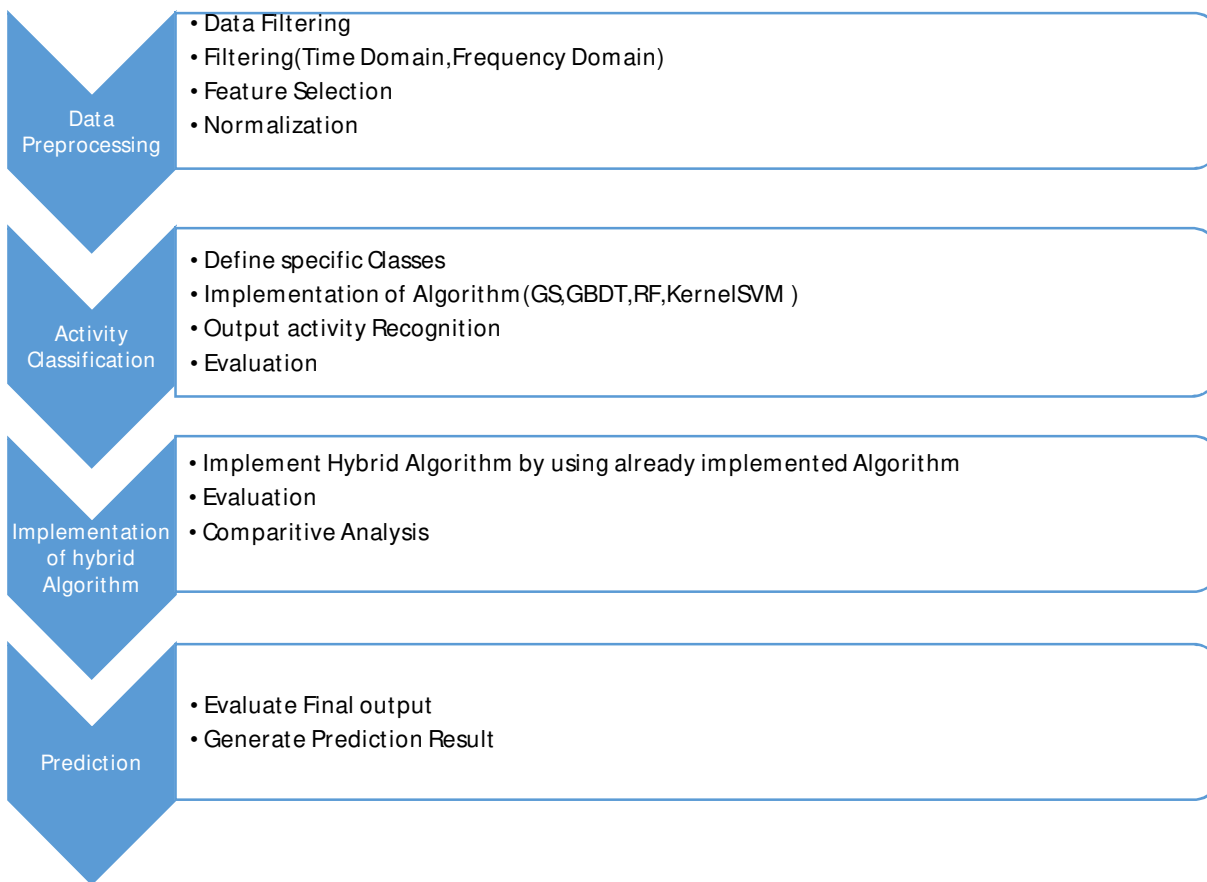 Data
Preprocessing
• Data Filtering
• Filtering(Time Domain,Frequency Domain)
• Feature Selection
• Normalization
Activity
Classification
• Define specific Classes
• Implementation of Algorithm(GS,GBDT,RF,KernelSVM )
• Output activity Recognition
• Evaluation
Implementation
of hybrid
Algorithm
• Implement Hybrid Algorithm by using already implemented Algorithm
• Evaluation
• Comparitive Analysis
Prediction
• Evaluate Final output
• Generate Prediction Result